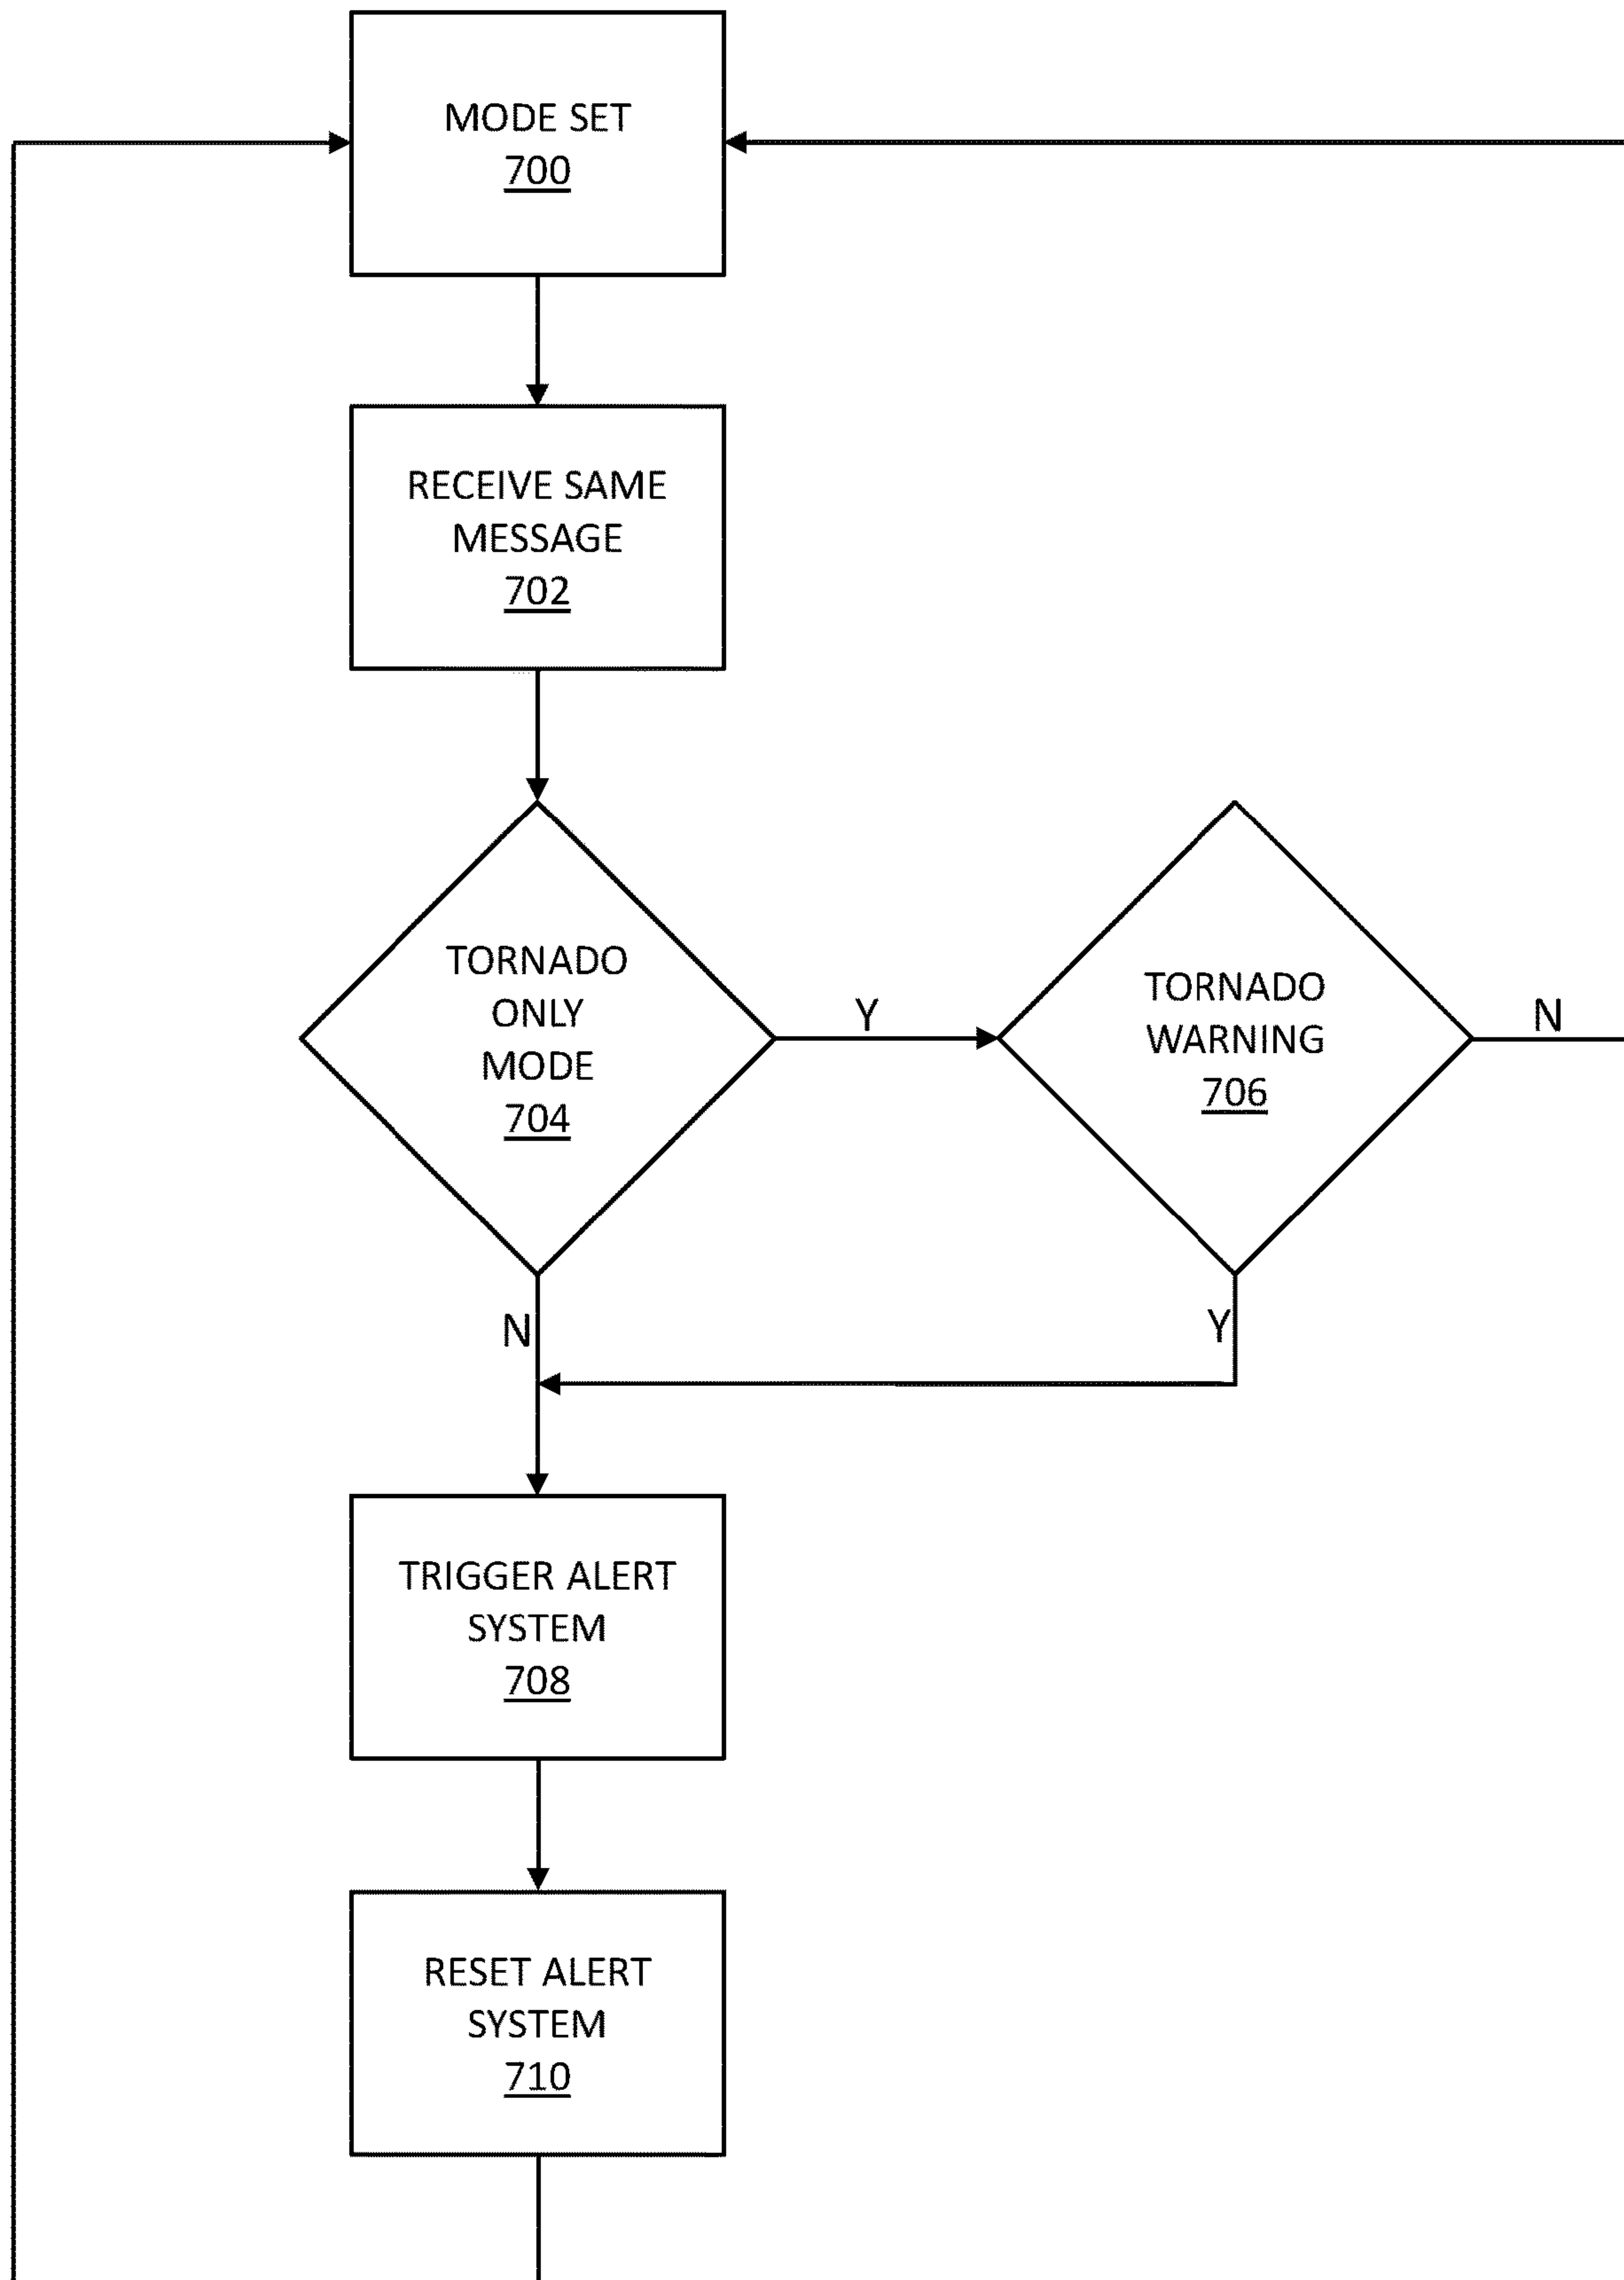 MODE SET
700
RECEIVE SAME
MESSAGE
702
TORNADO
ONLY
MODE
704
Y
TORNADO
WARNING
706
N
N
Y
TRIGGER ALERT
SYSTEM
708
RESET ALERT
SYSTEM
710